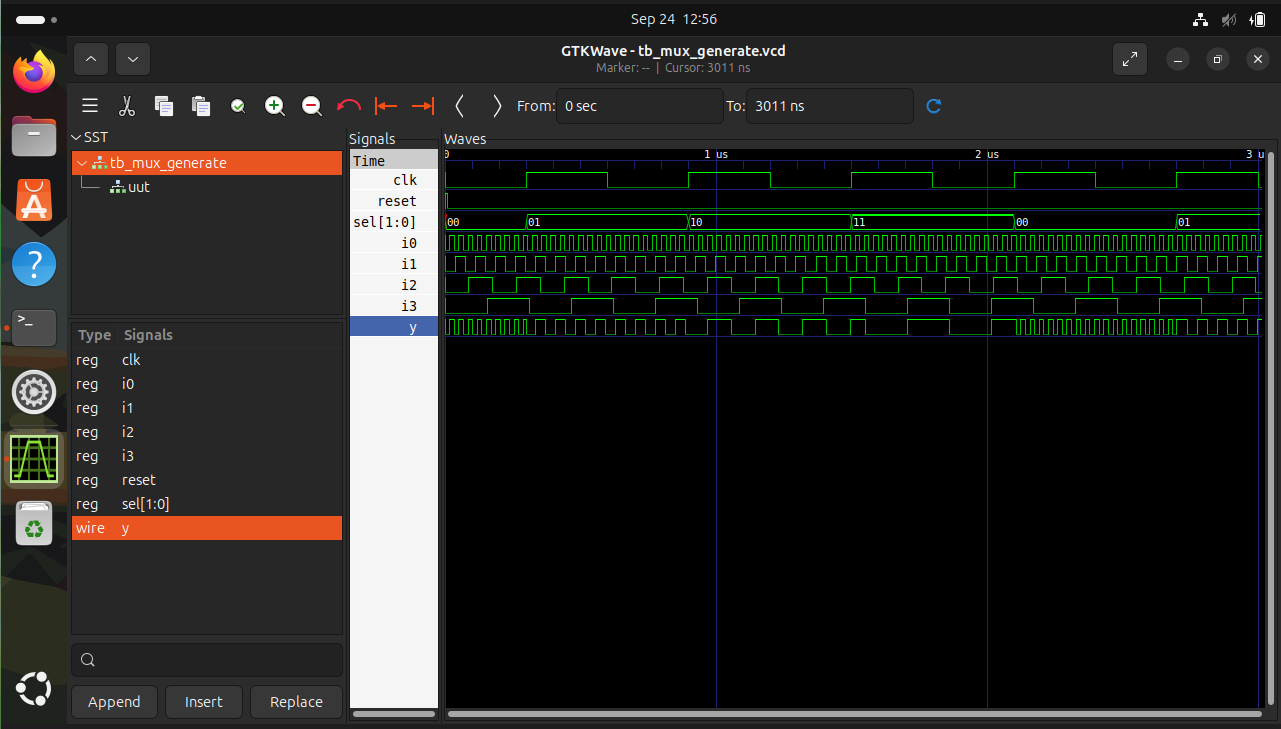 Sep 24 12:56
GTKWave - tb_mux_generate.vcd
Marker: -- | Cursor: 3011 ns
From: 0 sec To: 3011 ns
SST
tb_mux_generate
uut
Type Signals
reg clk
reg i0
reg i1
reg i2
reg i3
reg reset
reg sel[1:0]
wire y
Append Insert Replace
Signals
Time
clk
reset
sel[1:0]
i0
i1
i2
i3
y
Waves
0 1 us 2 us 3 u
00 01 10 11 00 01
>_
?
A